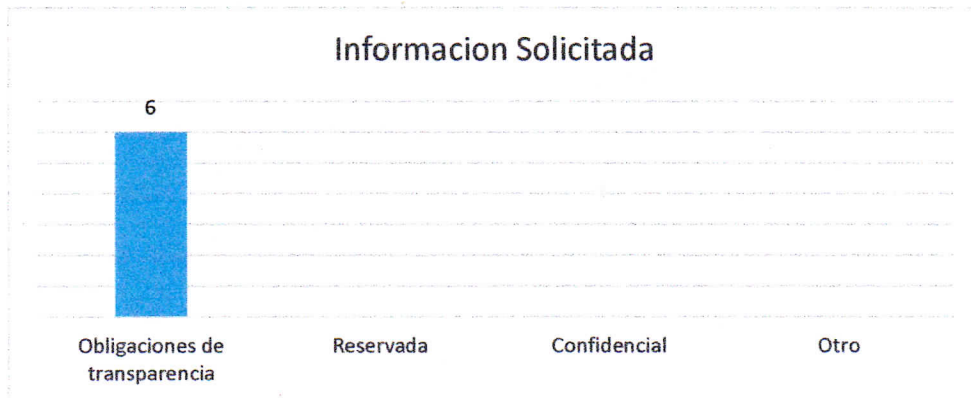 Informacion Solicitada
6
Obligaciones de
transparencia
Reservada
Confidencial
Otro